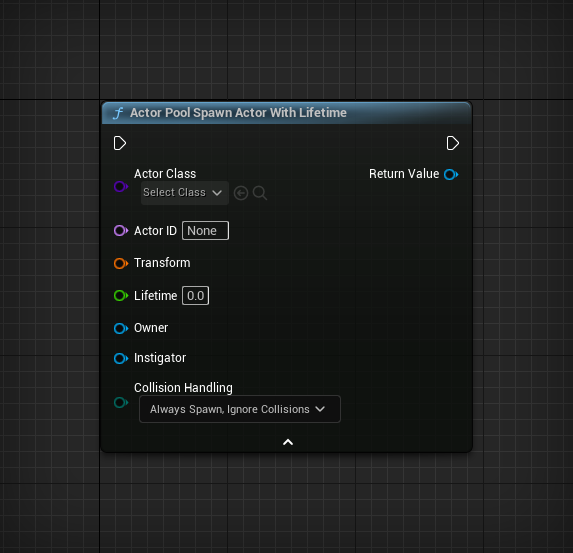 f Actor Pool Spawn Actor With Lifetime
Actor Class
Return Value
Select Class
Actor ID None
Transform
Lifetime 0.0
Owner
Instigator
Collision Handling
Always Spawn, Ignore Collisions